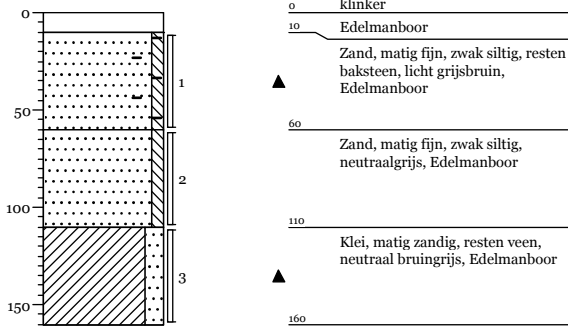 0
50
100
150
1
2
3
0
klinker
10
Edelmanboor
Zand, matig fijn, zwak siltig, resten
baksteen, licht grijsbruin,
Edelmanboor
60
Zand, matig fijn, zwak siltig,
neutraalgrijs, Edelmanboor
110
Klei, matig zandig, resten veen,
neutraal bruingrijs, Edelmanboor
160